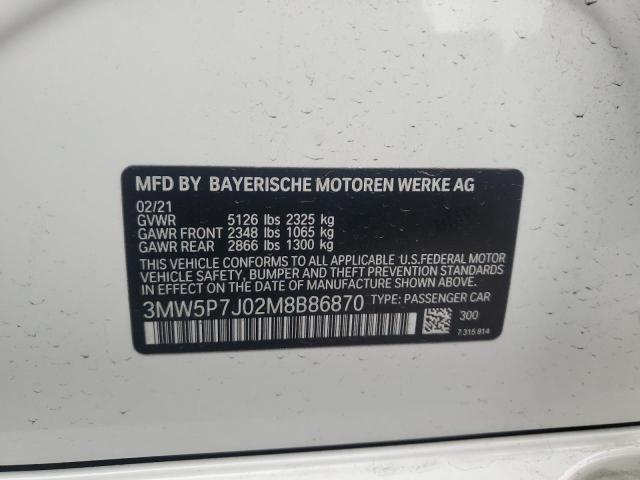 MFD BY BAYERISCHE MOTOREN WERKE AG
02/21
GVWR 5126 lbs 2325 kg
GAWR FRONT 2348 lbs 1065 kg
GAWR REAR 2866 lbs 1300 kg
THIS VEHICLE CONFORMS TO ALL APPLICABLE U.S.FEDERAL MOTOR
VEHICLE SAFETY, BUMPER AND THEFT PREVENTION STANDARDS
IN EFFECT ON THE DATE OF MANUFACTURE SHOWN ABOVE.
3MW5P7J02M8B86870 TYPE: PASSENGER CAR
300
7 315 814